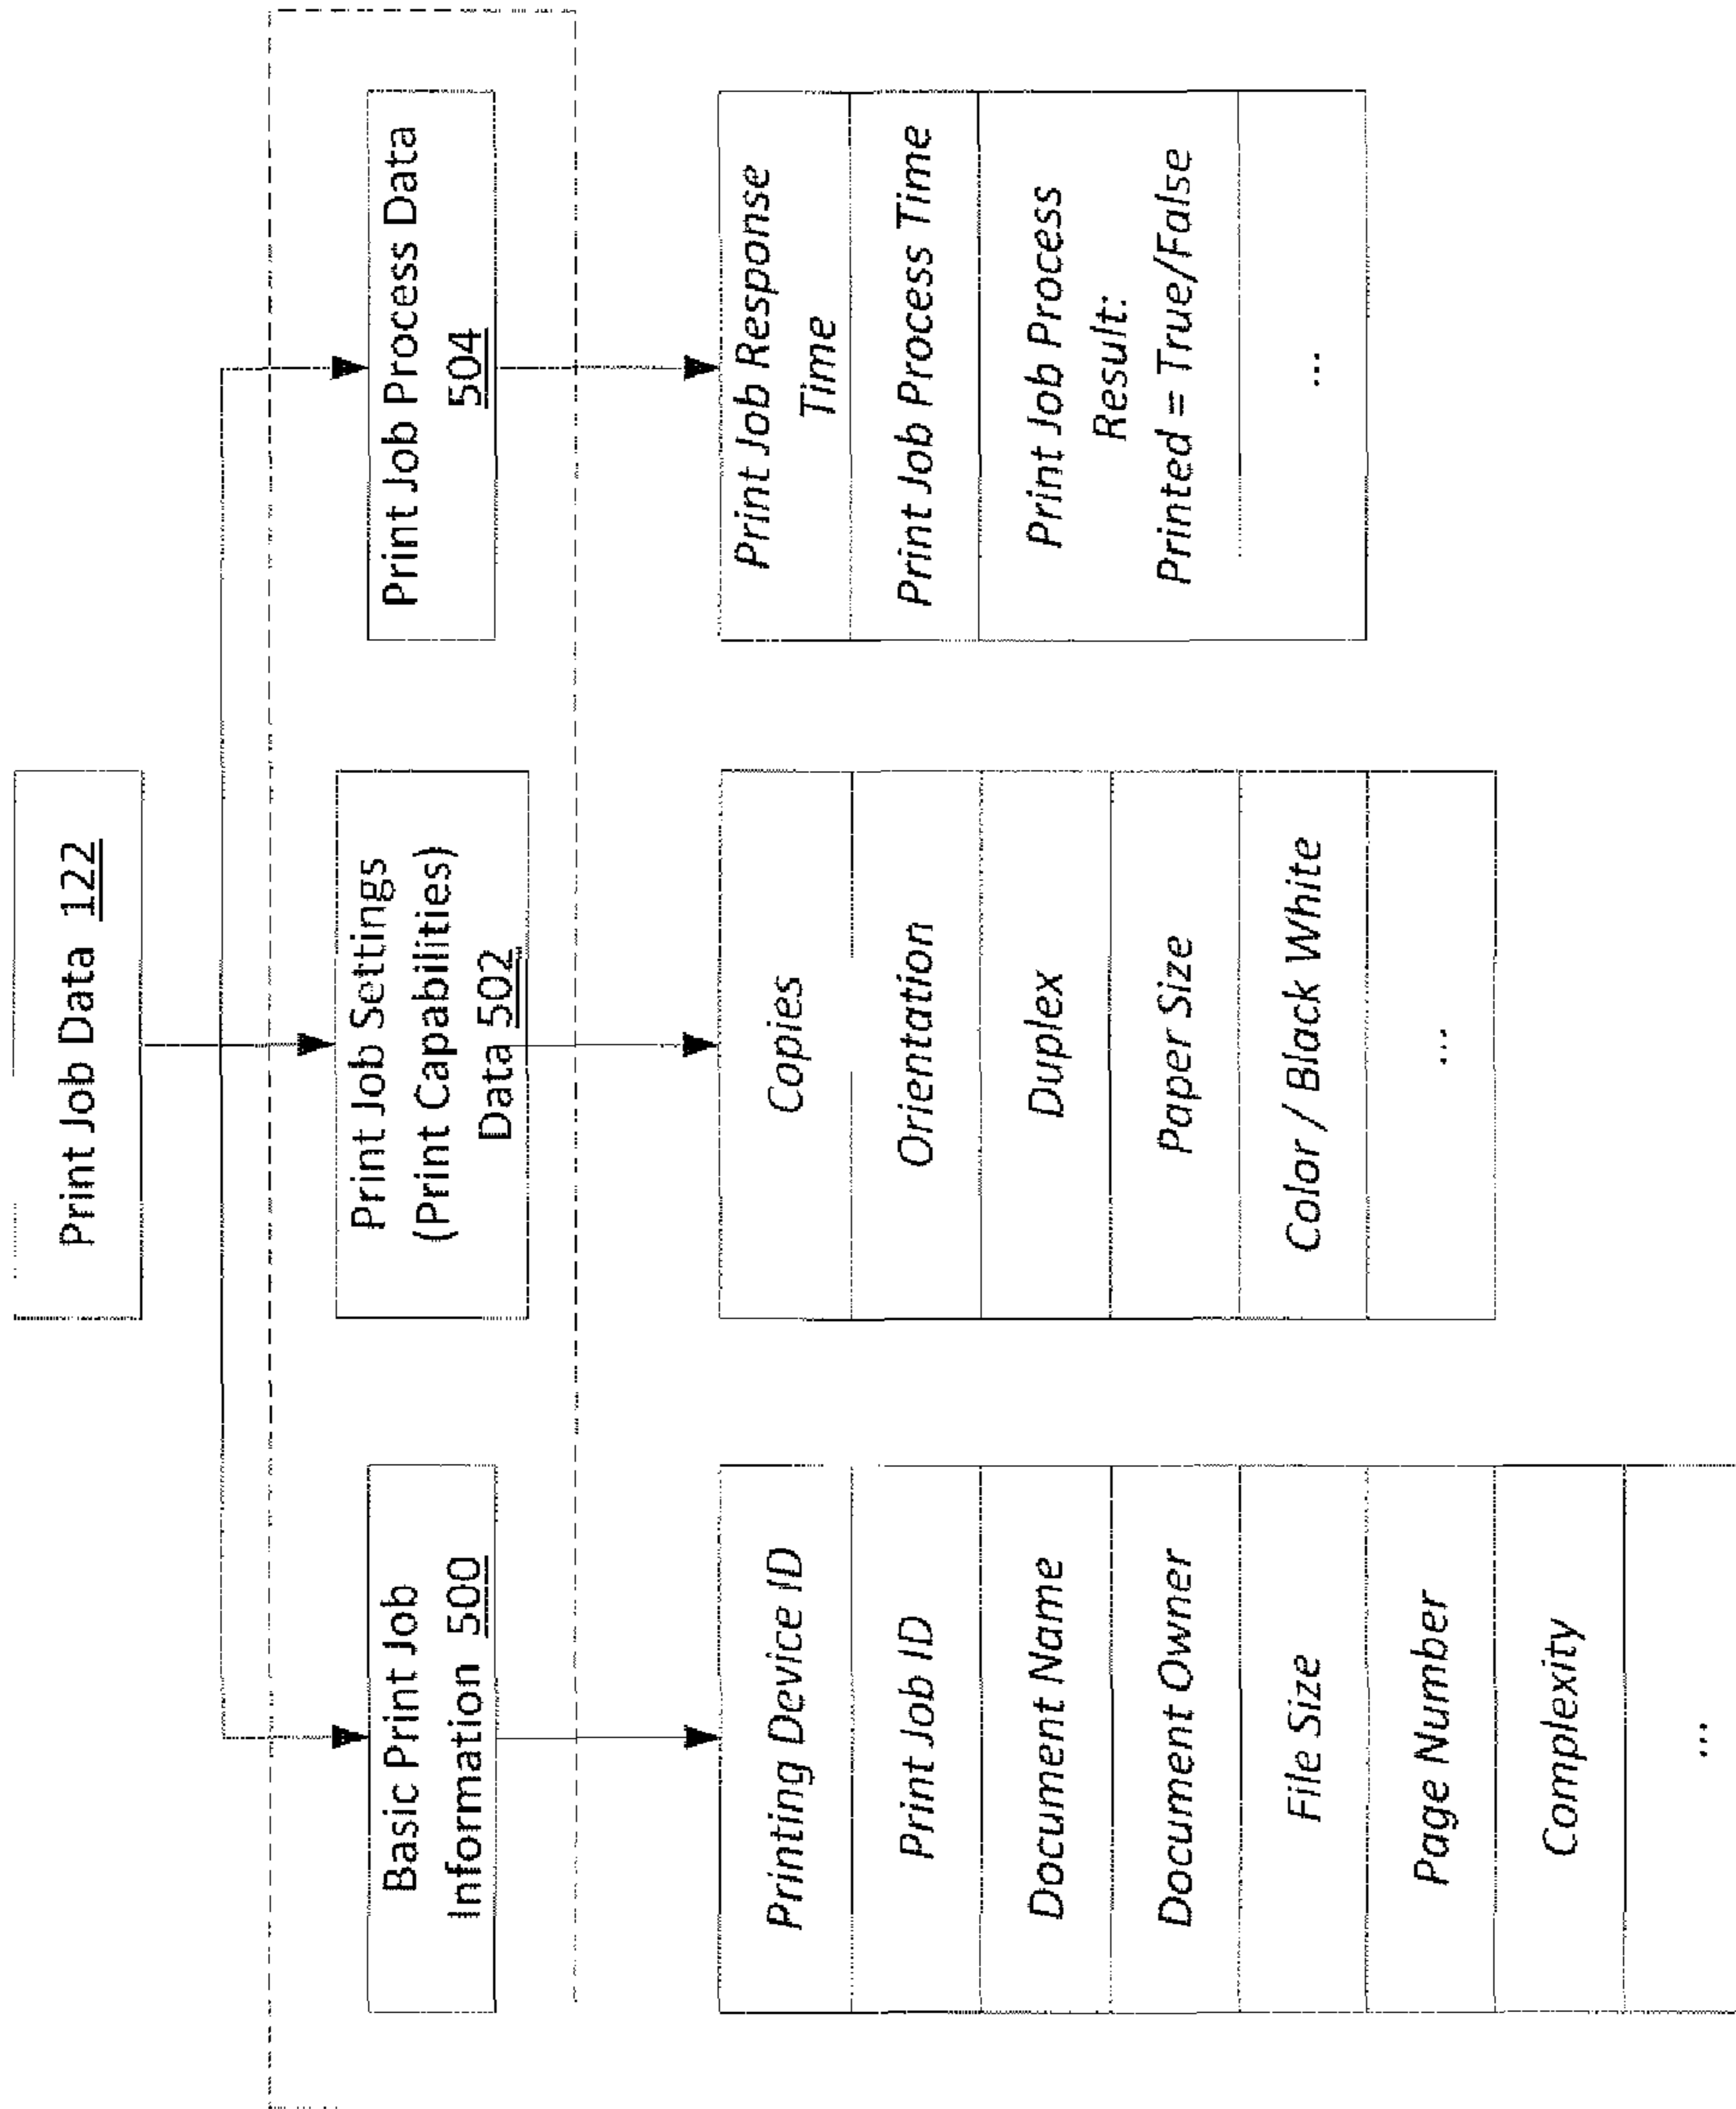 Print Job Data 122
Basic Print Job
Information 500
Print Job Settings
(Print Capabilities)
Data 502
Print Job Process Data
504
Printing Device ID
Print Job ID
Document Name
Document Owner
File Size
Page Number
Complexity
...
Copies
Orientation
Duplex
Paper Size
Color / Black White
...
Print Job Response
Time
Print Job Process Time
Print Job Process
Result:
Printed = True/False
...